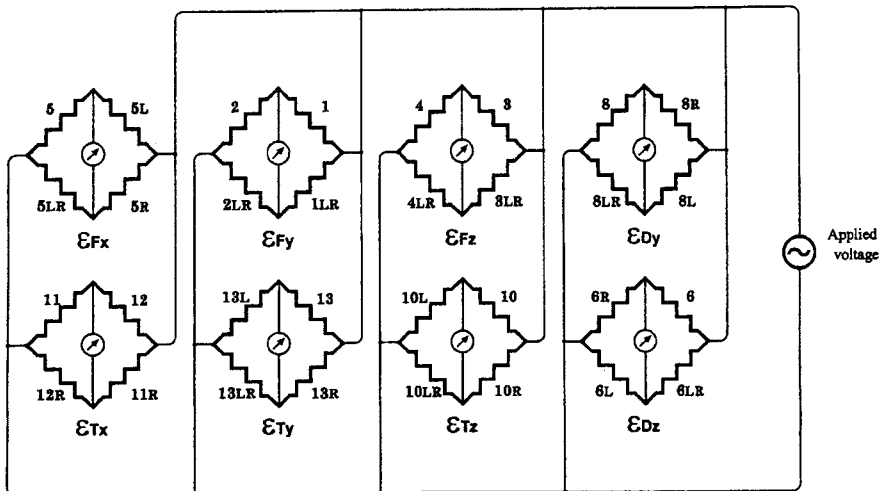 5 5L
5LR 5R
εFx
2 1
2LR 1LR
εFy
4 3
4LR 3LR
εFz
8 8R
8LR 8L
εDy
Applied
voltage
11 12
12R 11R
εTx
13L 13
13LR 13R
εTy
10L 10
10LR 10R
εTz
6R 6
6L 6LR
εDz